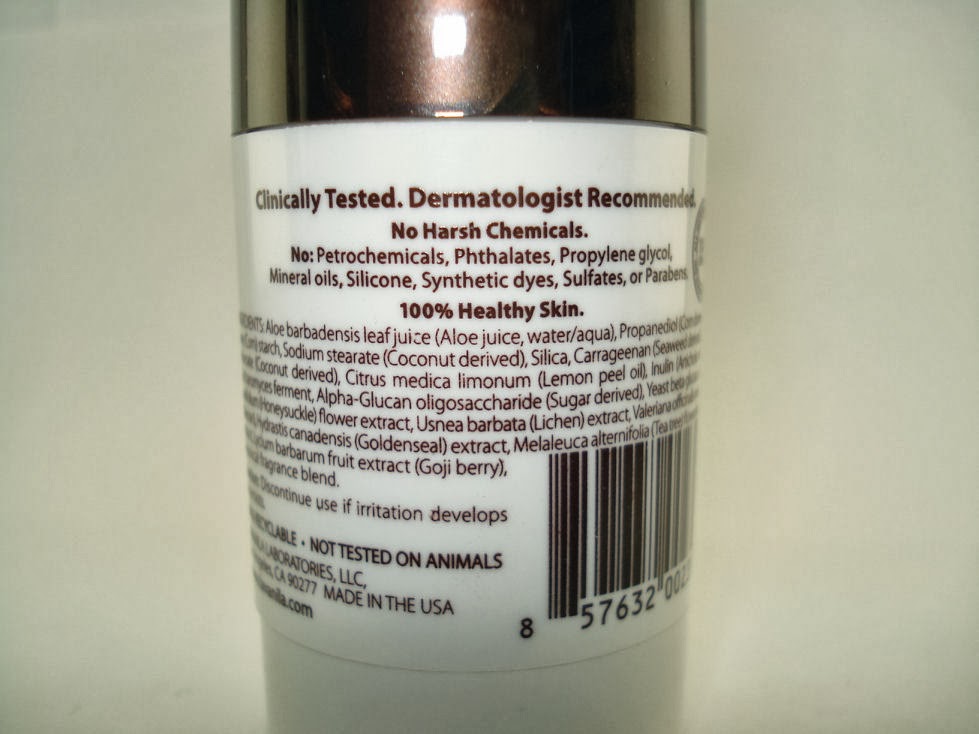 Clinically Tested. Dermatologist Recommended.
No Harsh Chemicals.
No: Petrochemicals, Phthalates, Propylene glycol,
Mineral oils, Silicone, Synthetic dyes, Sulfates, or Parabens.
100% Healthy Skin.
Aloe barbadensis leaf juice (Aloe juice, water/aqua), Propanediol
starch, Sodium stearate (Coconut derived), Silica, Carrageenan (Seaweed
(Coconut derived), Citrus medica limonum (Lemon peel oil), Inulin
ferment, Alpha-Glucan oligosaccharide (Sugar derived), Yeast
(Honeysuckle) flower extract, Usnea barbata (Lichen) extract, Valeriana
Hydrastis canadensis (Goldenseal) extract, Melaleuca alternifolia (Tea tree)
barbarum fruit extract (Goji berry),
fragrance blend.
Discontinue use if irritation develops
• NOT TESTED ON ANIMALS
LABORATORIES, LLC,
CA 90277 MADE IN THE USA
8 57632